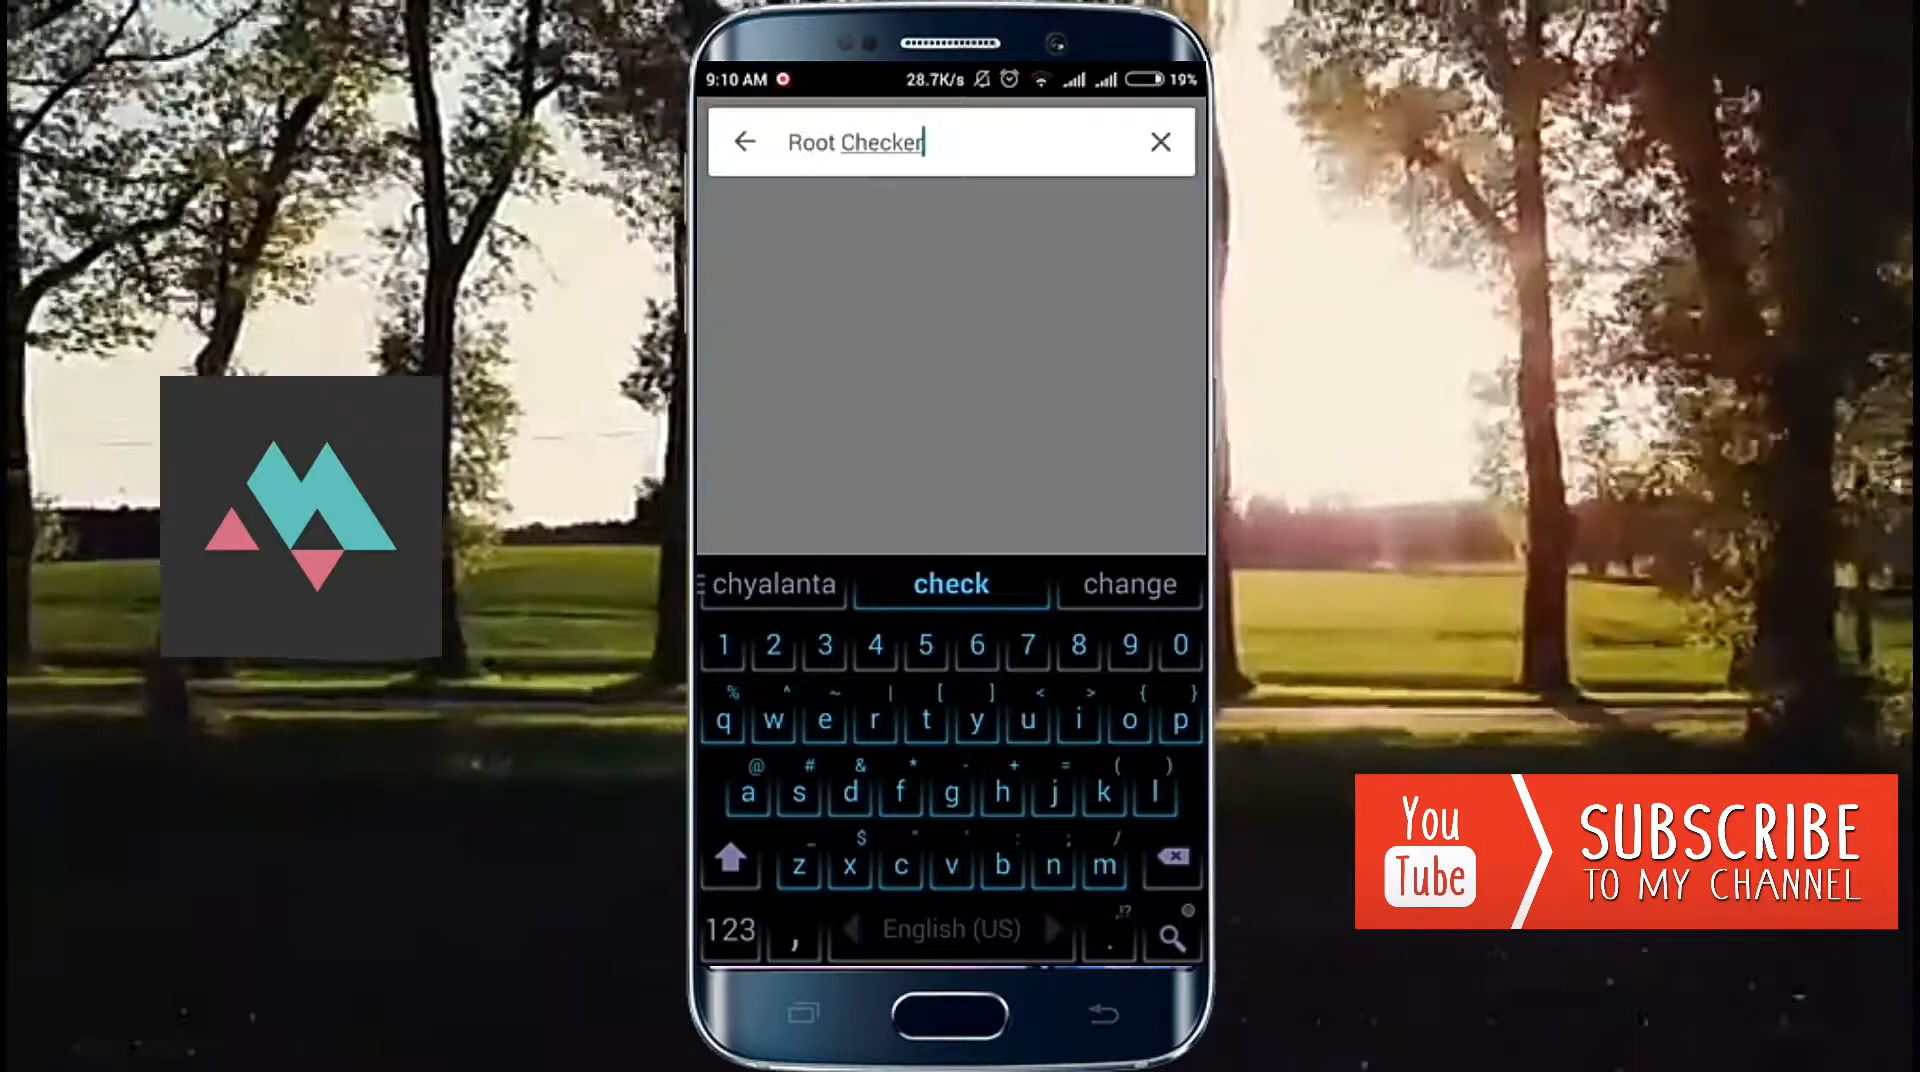 9:10 AM 28.7K/s 19%
Root Checker
chyalanta check change
1 2 3 4 5 6 7 8 9 0
% ^ ~ | [ ] < > { }
q w e r t y u i o p
@ # & * - + = ( )
a s d f g h j k l
_ $ " ' : ; /
z x c v b n m
123 , English (US) . ,!?
You Tube
SUBSCRIBE
TO MY CHANNEL